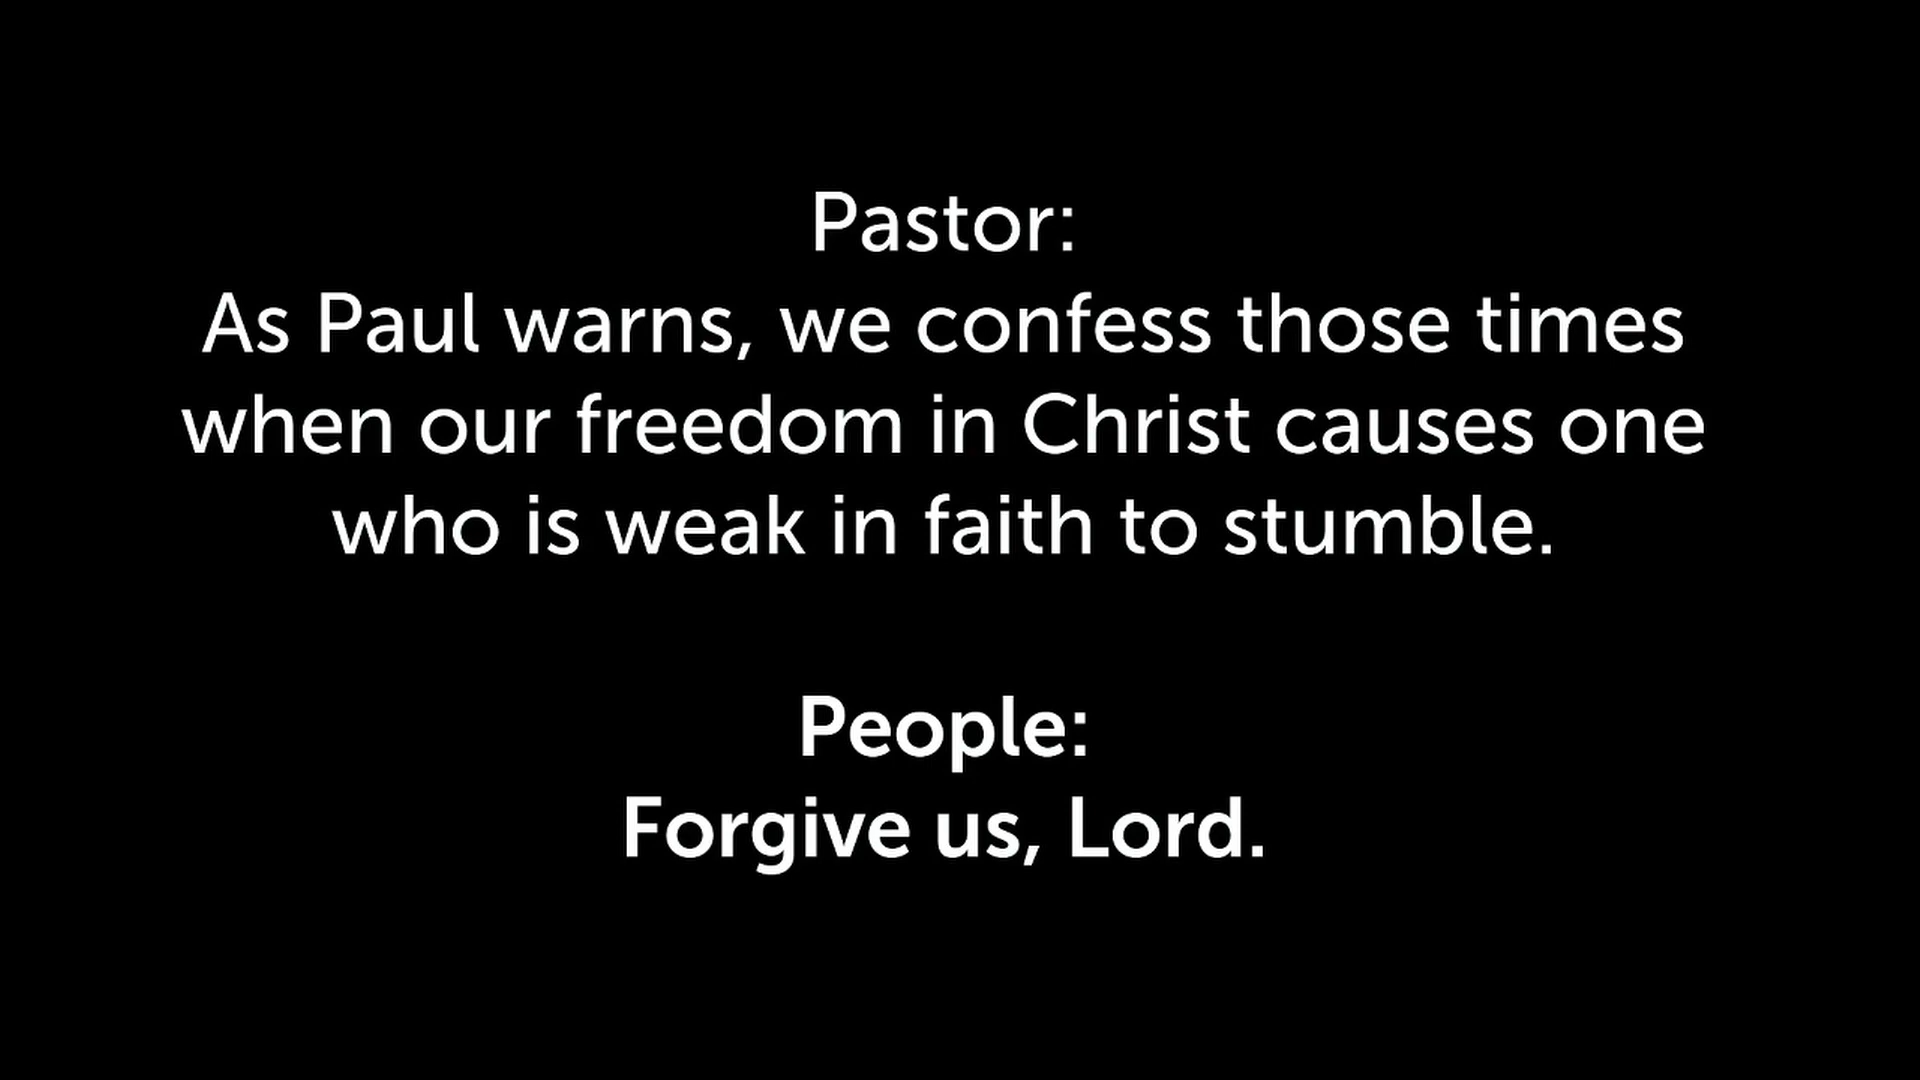 Pastor:
As Paul warns, we confess those times
when our freedom in Christ causes one
who is weak in faith to stumble.
People:
Forgive us, Lord.